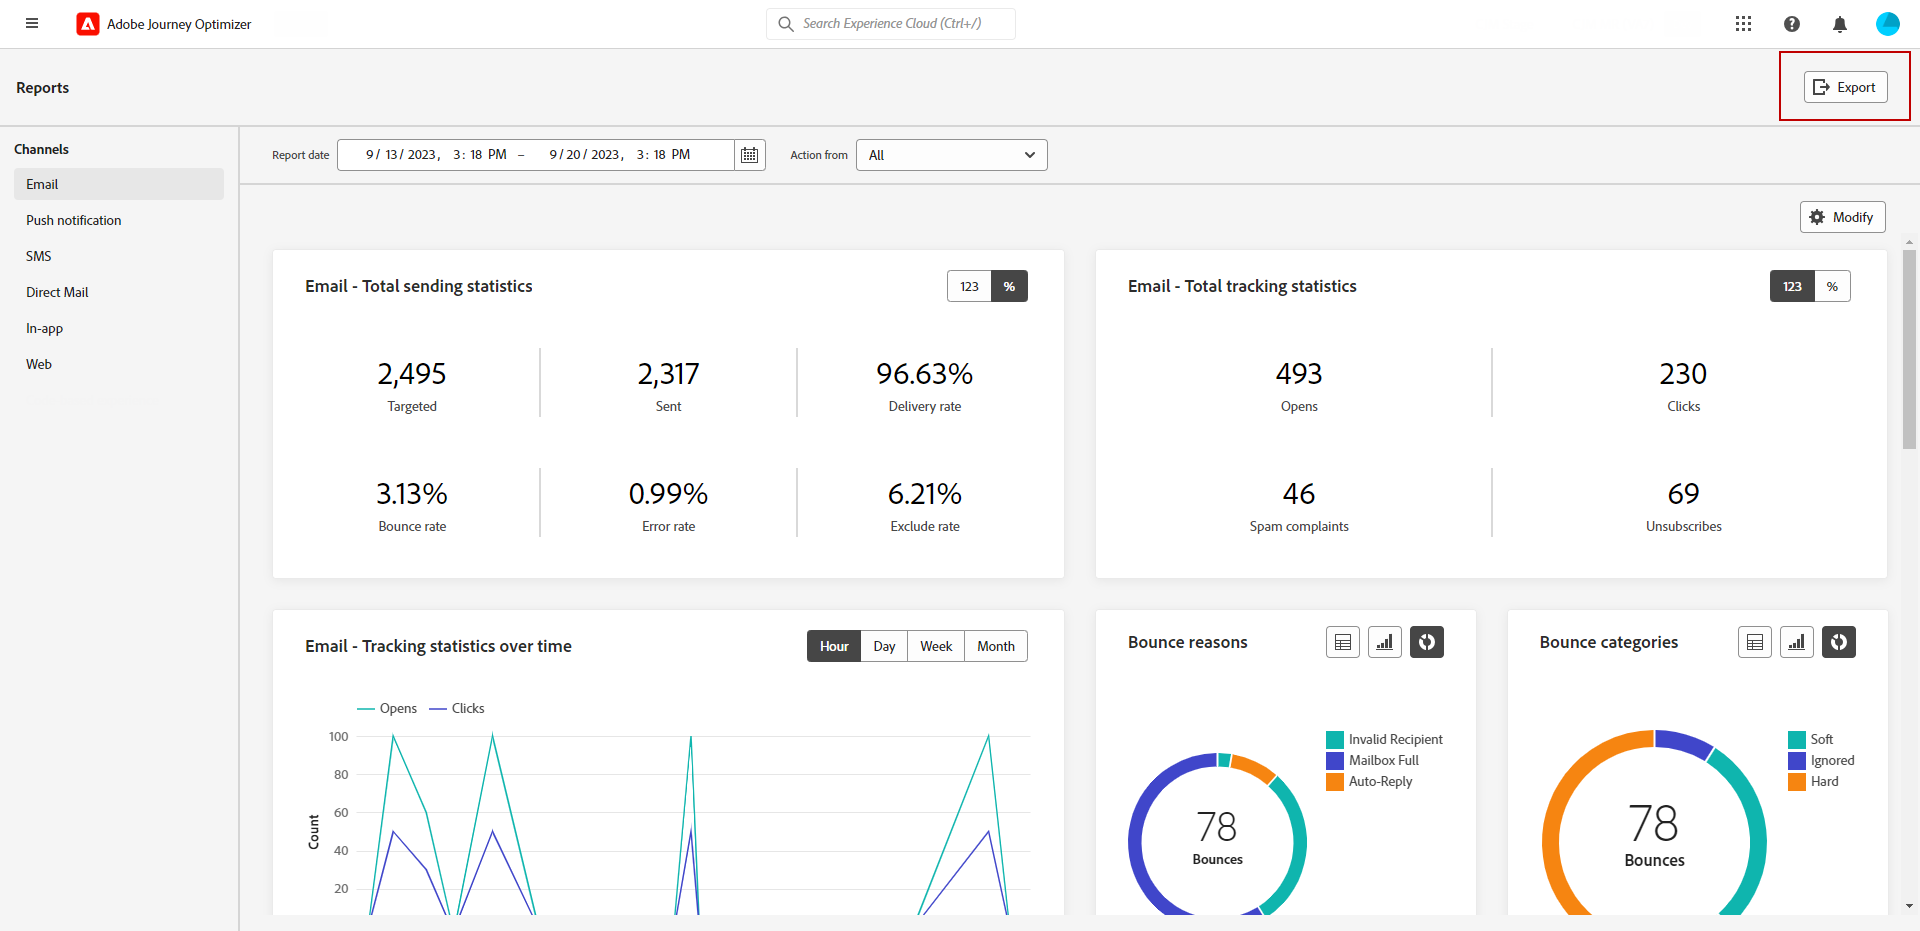 Adobe Journey Optimizer
Search Experience Cloud (Ctrl+/)
Reports
Export
Channels
Email
Push notification
SMS
Direct Mail
In-app
Web
Report date
9/ 13/ 2023, 3: 18 PM – 9/20/ 2023, 3: 18 PM
Action from
All
Modify
Email - Total sending statistics
123 %
2,495
Targeted
2,317
Sent
96.63%
Delivery rate
3.13%
Bounce rate
0.99%
Error rate
6.21%
Exclude rate
Email - Total tracking statistics
123 %
493
Opens
230
Clicks
46
Spam complaints
69
Unsubscribes
Email - Tracking statistics over time
Hour Day Week Month
Opens Clicks
100
80
60
40
20
Count
Bounce reasons
Invalid Recipient
Mailbox Full
Auto-Reply
78
Bounces
Bounce categories
Soft
Ignored
Hard
78
Bounces